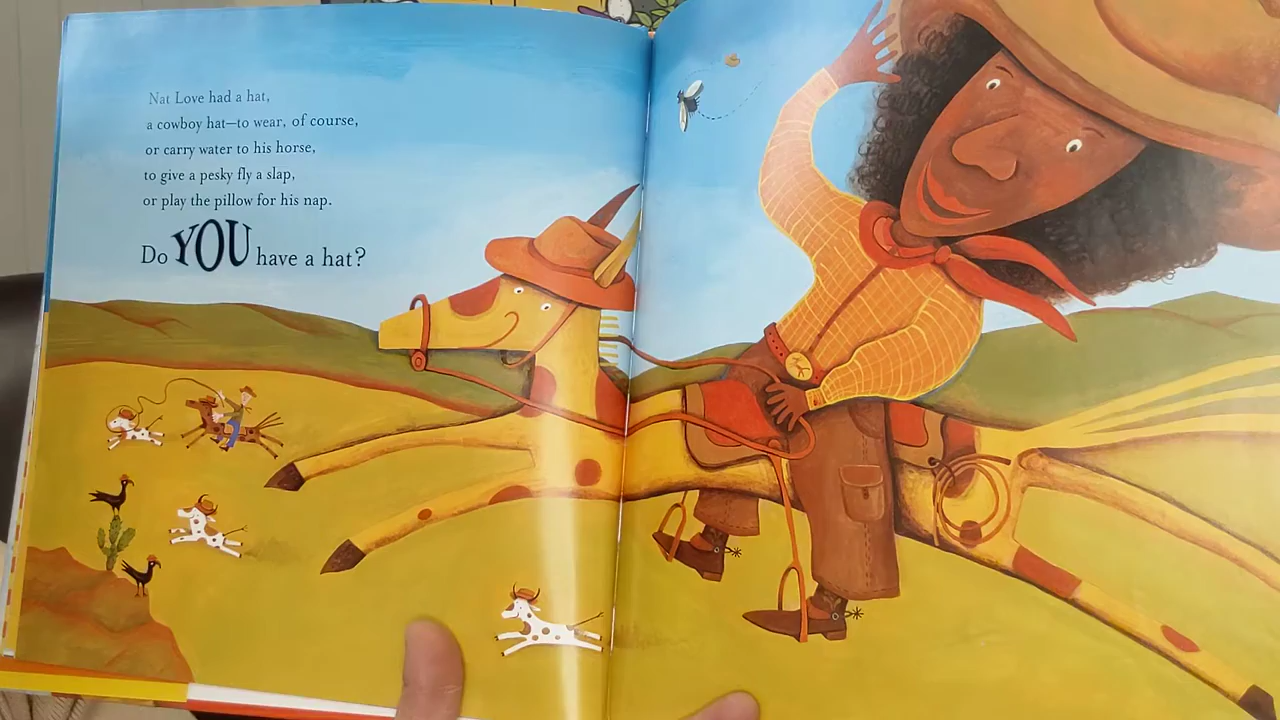 Nat Love had a hat,
a cowboy hat—to wear, of course,
or carry water to his horse,
to give a pesky fly a slap,
or play the pillow for his nap.
Do YOU have a hat?